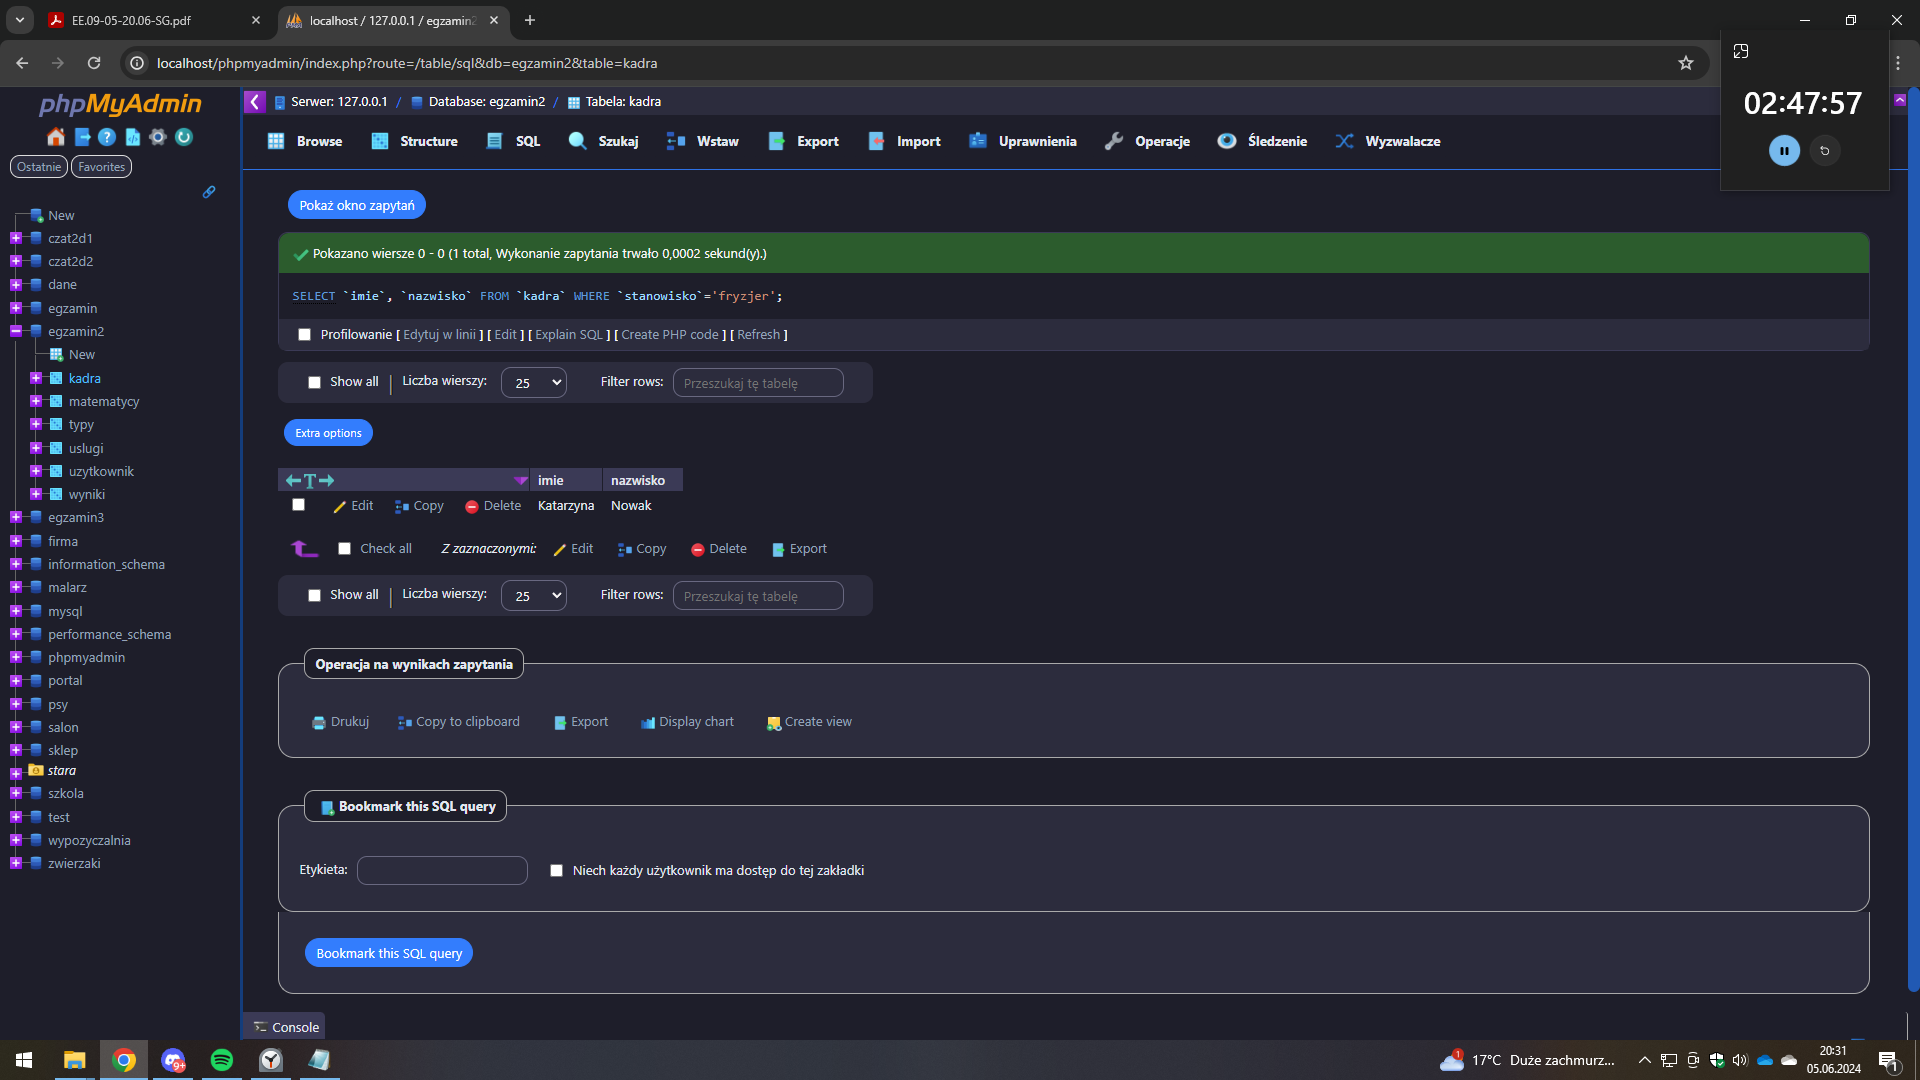 EE.09-05-20.06-SG.pdf
localhost / 127.0.0.1 / egzamin2
localhost/phpmyadmin/index.php?route=/table/sql&db=egzamin2&table=kadra
02:47:57
phpMyAdmin
Ostatnie Favorites
New
czat2d1
czat2d2
dane
egzamin
egzamin2
New
kadra
matematycy
typy
uslugi
uzytkownik
wyniki
egzamin3
firma
information_schema
malarz
mysql
performance_schema
phpmyadmin
portal
psy
salon
sklep
stara
szkola
test
wypozyczalnia
zwierzaki
Serwer: 127.0.0.1 / Database: egzamin2 / Tabela: kadra
Browse Structure SQL Szukaj Wstaw Export Import Uprawnienia Operacje Śledzenie Wyzwalacze
Pokaż okno zapytań
Pokazano wiersze 0 - 0 (1 total, Wykonanie zapytania trwało 0,0002 sekund(y).)
SELECT `imie`, `nazwisko` FROM `kadra` WHERE `stanowisko`='fryzjer';
Profilowanie [ Edytuj w linii ] [ Edit ] [ Explain SQL ] [ Create PHP code ] [ Refresh ]
Show all | Liczba wierszy: 25 Filter rows: Przeszukaj tę tabelę
Extra options
←T→ imie nazwisko
Edit Copy Delete Katarzyna Nowak
Check all Z zaznaczonymi: Edit Copy Delete Export
Show all | Liczba wierszy: 25 Filter rows: Przeszukaj tę tabelę
Operacja na wynikach zapytania
Drukuj Copy to clipboard Export Display chart Create view
Bookmark this SQL query
Etykieta: Niech każdy użytkownik ma dostęp do tej zakładki
Bookmark this SQL query
Console
9+
1 17°C Duże zachmurz...
20:31
05.06.2024
1